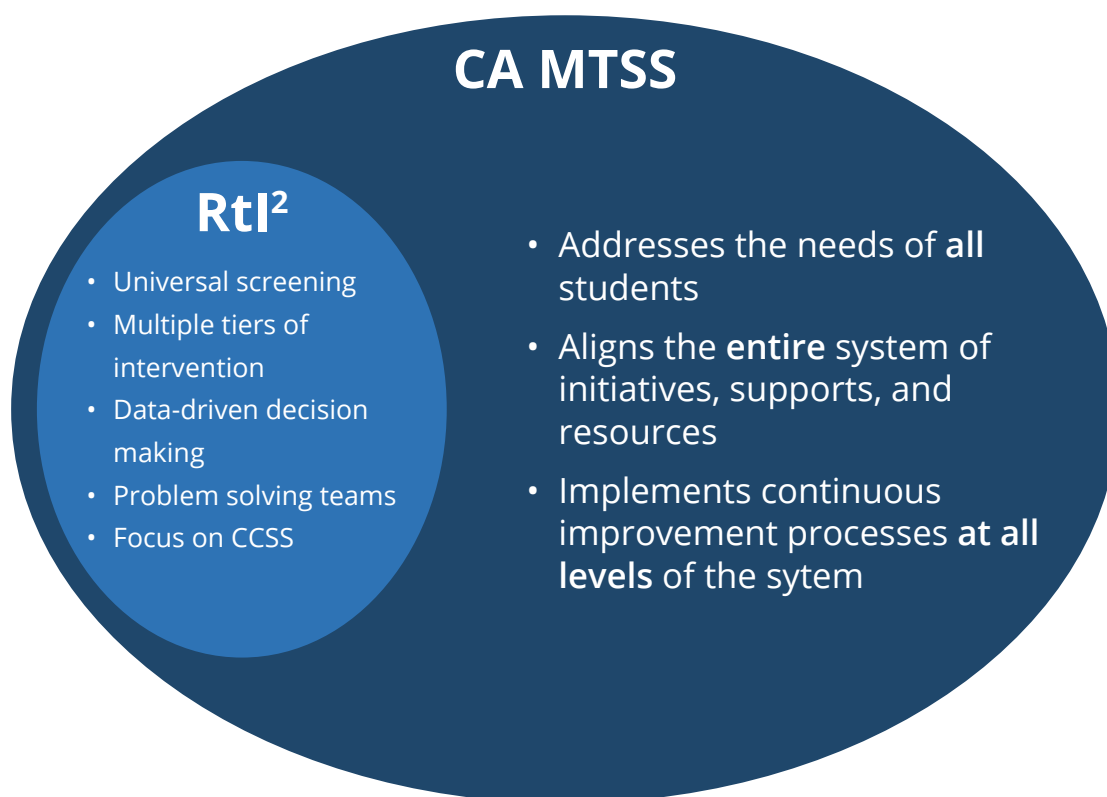 CA MTSS
RtI²
• Universal screening
• Multiple tiers of
intervention
• Data-driven decision
making
• Problem solving teams
• Focus on CCSS
• Addresses the needs of all
students
• Aligns the entire system of
initiatives, supports, and
resources
• Implements continuous
improvement processes at all
levels of the sytem